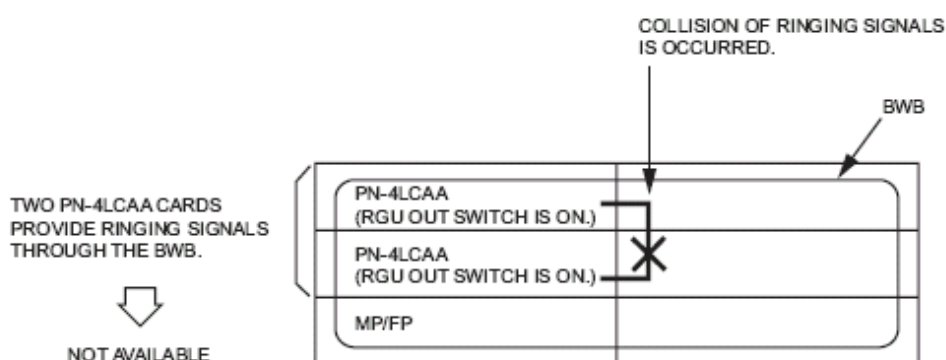 COLLISION OF RINGING SIGNALS
IS OCCURRED.
BWB
TWO PN-4LCAA CARDS
PROVIDE RINGING SIGNALS
THROUGH THE BWB.
PN-4LCAA
(RGU OUT SWITCH IS ON.)
PN-4LCAA
(RGU OUT SWITCH IS ON.)
MP/FP
NOT AVAILABLE